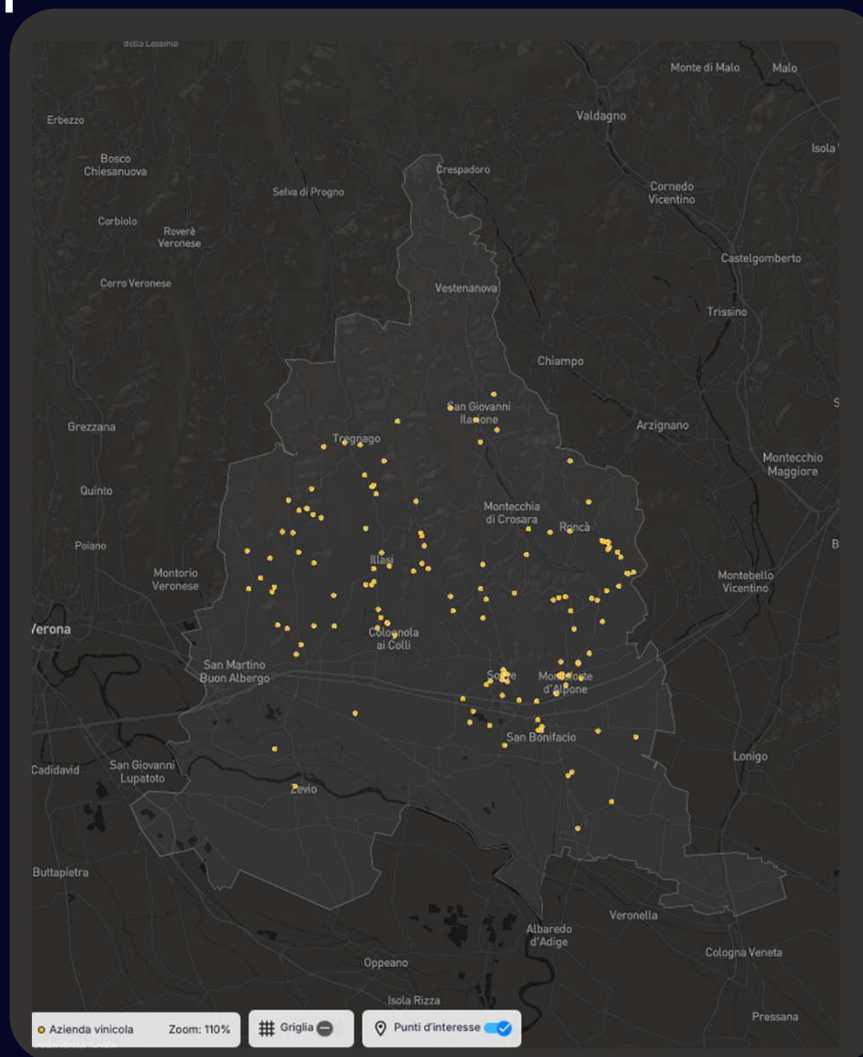 della Lessinia
Monte di Malo
Malo
Erbezzo
Valdagno
Bosco
Chiesanuova
Isola
Crespadoro
Selva di Progno
Cornedo
Vicentino
Corbiolo
Roverè
Veronese
Castelgomberto
Cerro Veronese
Vestenanova
Trissino
Chiampo
San Giovanni
Ilarione
Grezzana
Arzignano
Tregnago
Montecchio
Maggiore
Quinto
Montecchia
di Crosara
Roncà
Poiano
B
Illasi
Montorio
Veronese
Montebello
Vicentino
Verona
Colognola
ai Colli
San Martino
Buon Albergo
Soave
Monteforte
d'Alpone
San Bonifacio
Lonigo
Cadidavid
San Giovanni
Lupatoto
Zevio
Buttapietra
Veronella
Albaredo
d'Adige
Cologna Veneta
Oppeano
Isola Rizza
Pressana
Azienda vinicola
Zoom: 110%
Griglia
Punti d'interesse